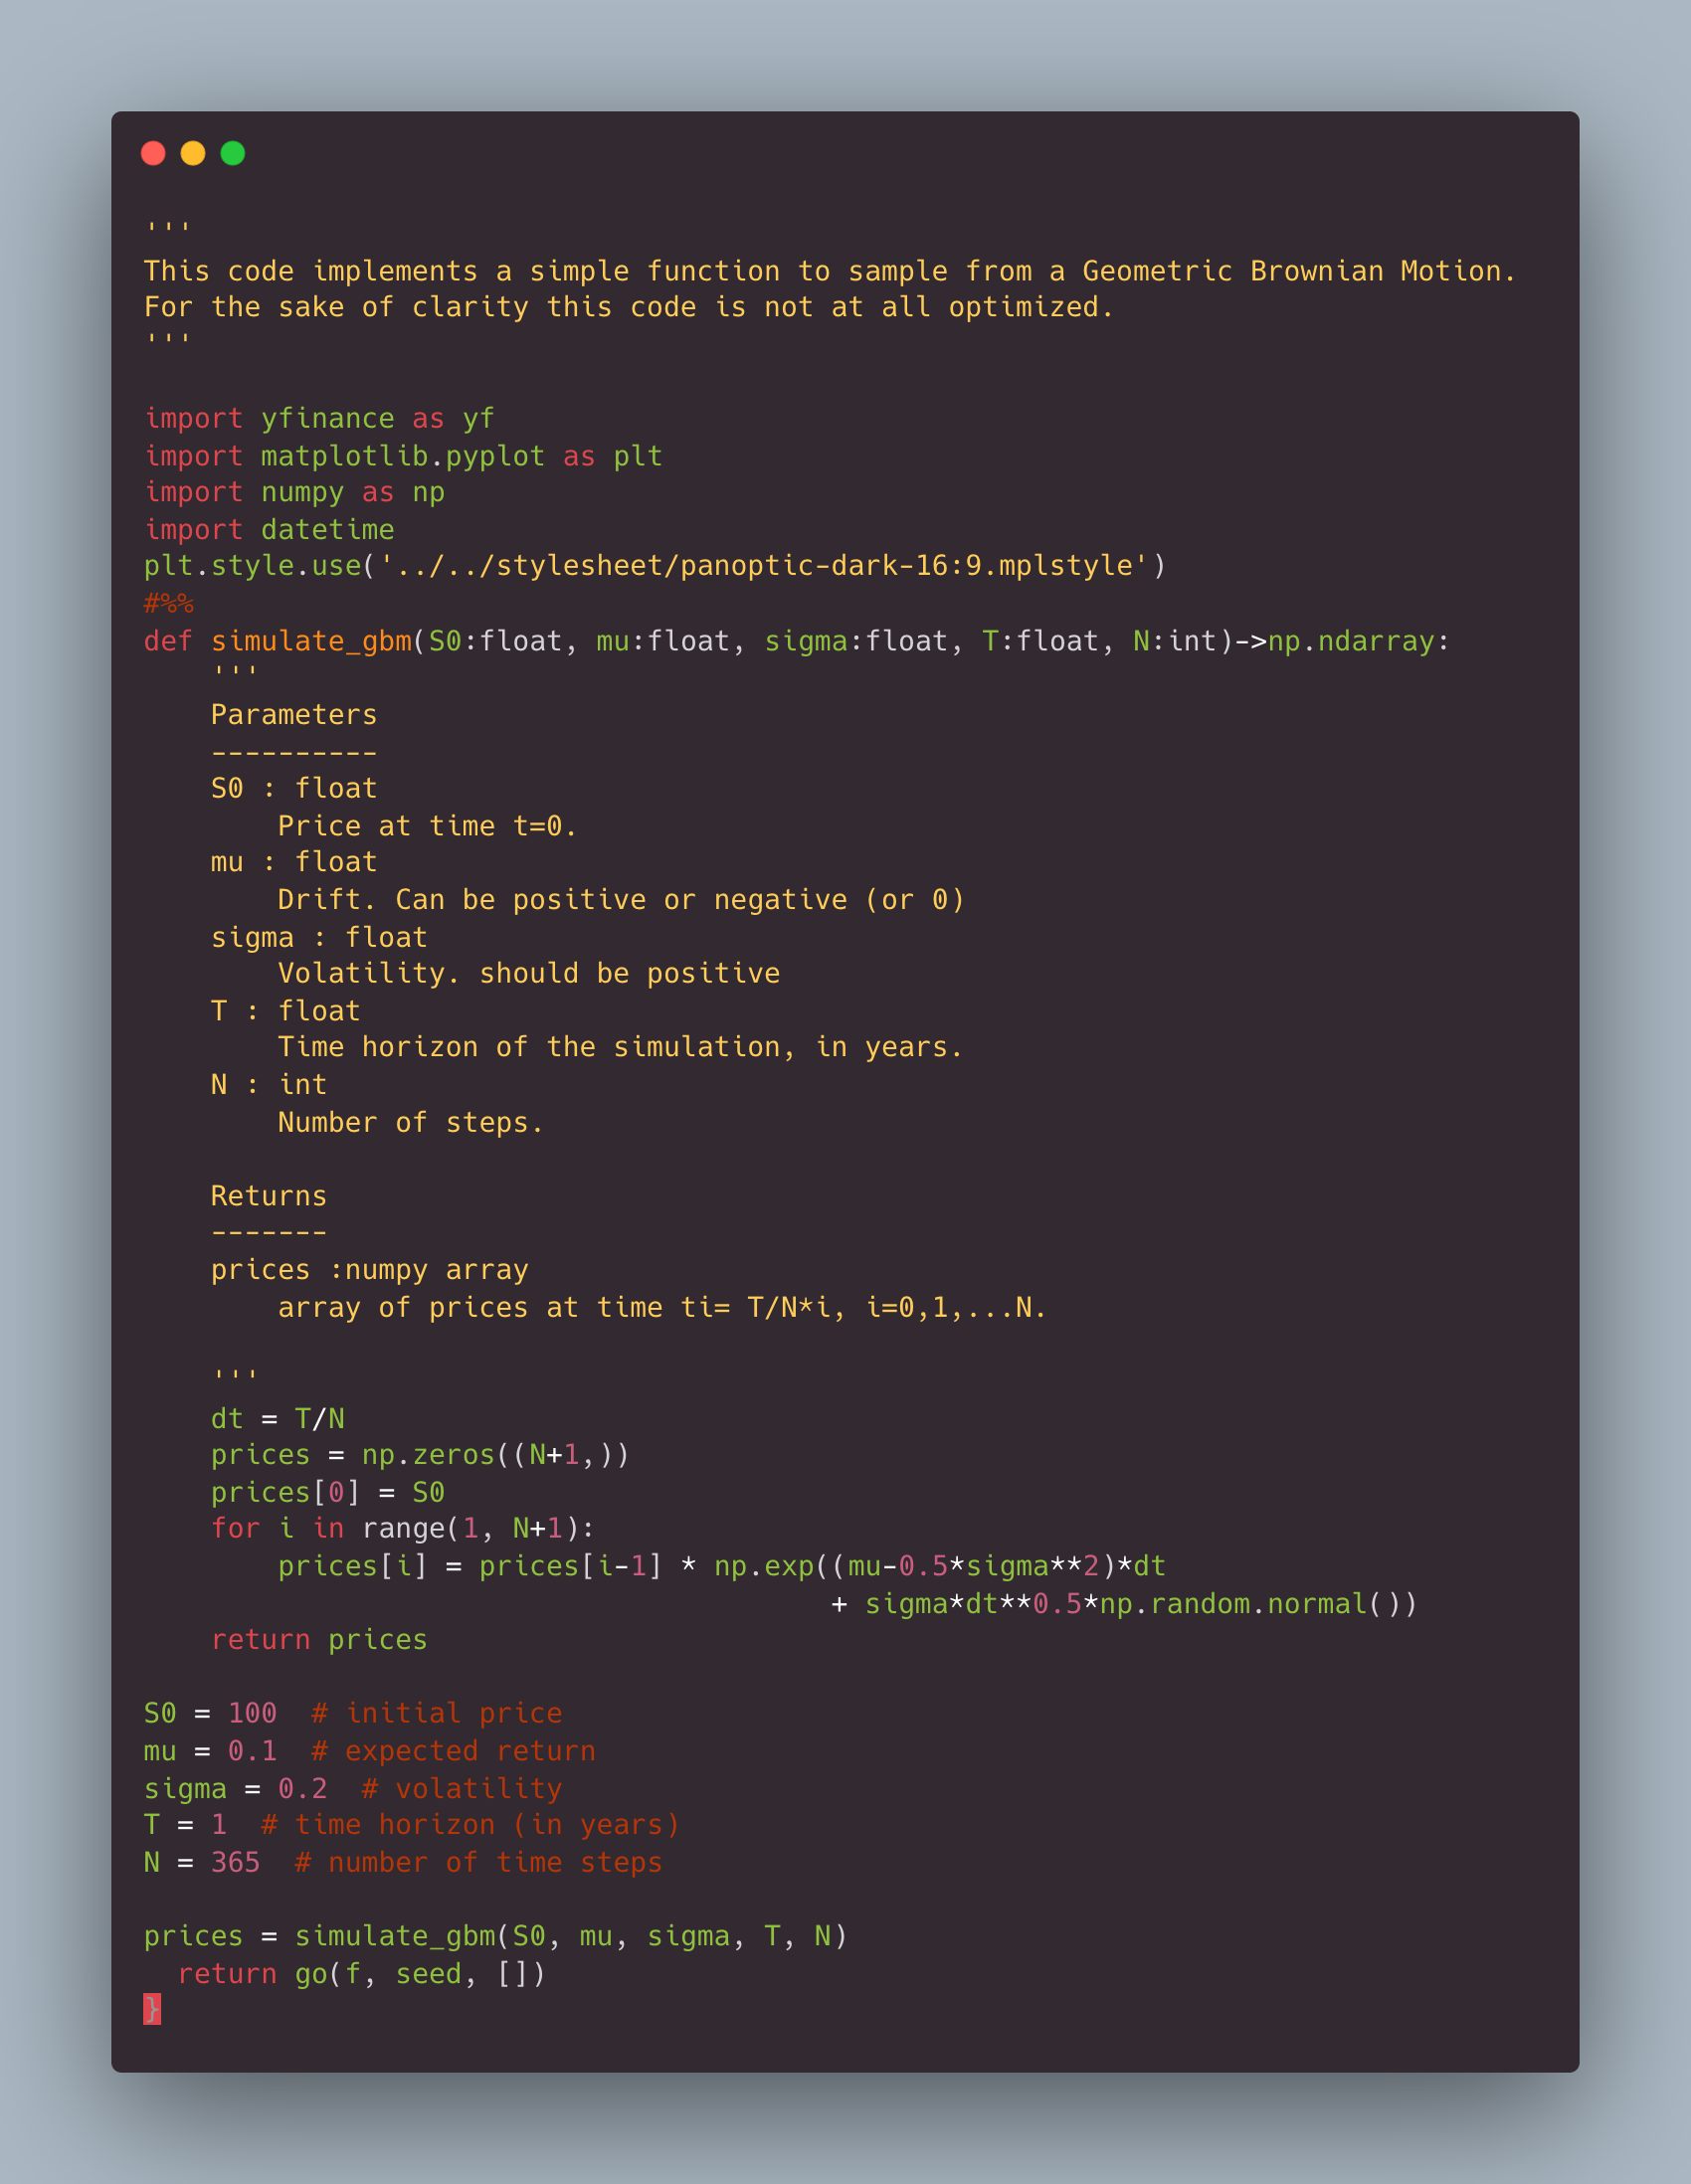 '''
This code implements a simple function to sample from a Geometric Brownian Motion.
For the sake of clarity this code is not at all optimized.
'''

import yfinance as yf
import matplotlib.pyplot as plt
import numpy as np
import datetime
plt.style.use('../../stylesheet/panoptic-dark-16:9.mplstyle')
#%%
def simulate_gbm(S0:float, mu:float, sigma:float, T:float, N:int)->np.ndarray:
    '''
    Parameters
    ----------
    S0 : float
        Price at time t=0.
    mu : float
        Drift. Can be positive or negative (or 0)
    sigma : float
        Volatility. should be positive
    T : float
        Time horizon of the simulation, in years.
    N : int
        Number of steps.

    Returns
    -------
    prices :numpy array
        array of prices at time ti= T/N*i, i=0,1,...N.

    '''
    dt = T/N
    prices = np.zeros((N+1,))
    prices[0] = S0
    for i in range(1, N+1):
        prices[i] = prices[i-1] * np.exp((mu-0.5*sigma**2)*dt
                                         + sigma*dt**0.5*np.random.normal())
    return prices

S0 = 100  # initial price
mu = 0.1  # expected return
sigma = 0.2  # volatility
T = 1  # time horizon (in years)
N = 365  # number of time steps

prices = simulate_gbm(S0, mu, sigma, T, N)
  return go(f, seed, [])
}